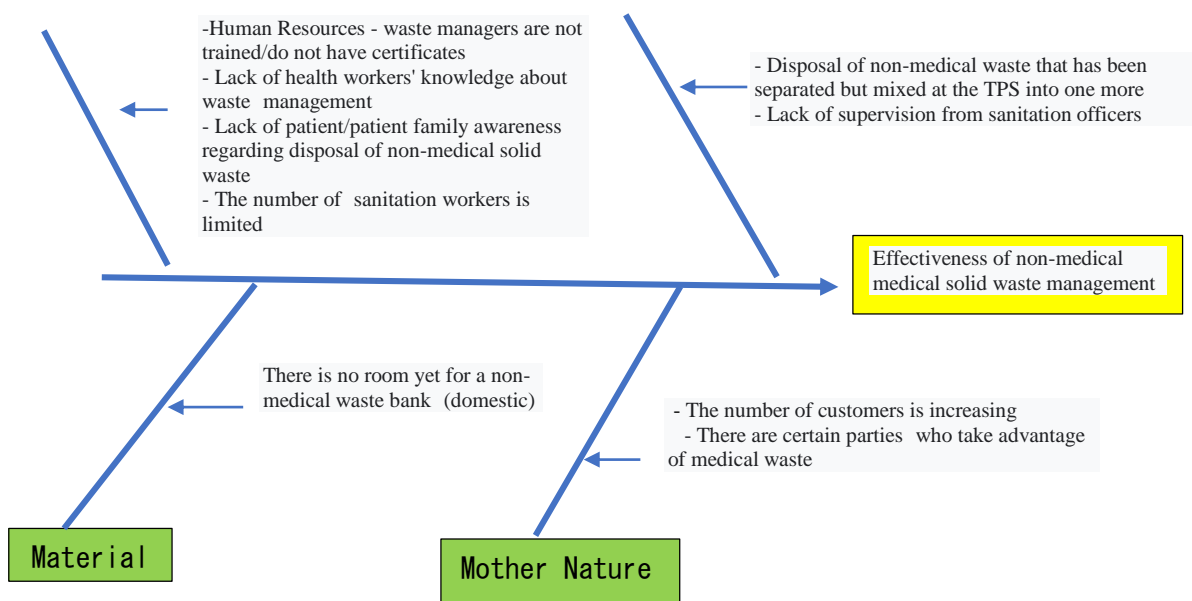 -Human Resources - waste managers are not
trained/do not have certificates
- Lack of health workers' knowledge about
waste management
- Lack of patient/patient family awareness
regarding disposal of non-medical solid
waste
- The number of sanitation workers is
limited
- Disposal of non-medical waste that has been
separated but mixed at the TPS into one more
- Lack of supervision from sanitation officers
Effectiveness of non-medical
medical solid waste management
There is no room yet for a non-
medical waste bank (domestic)
- The number of customers is increasing
- There are certain parties who take advantage
of medical waste
Material
Mother Nature